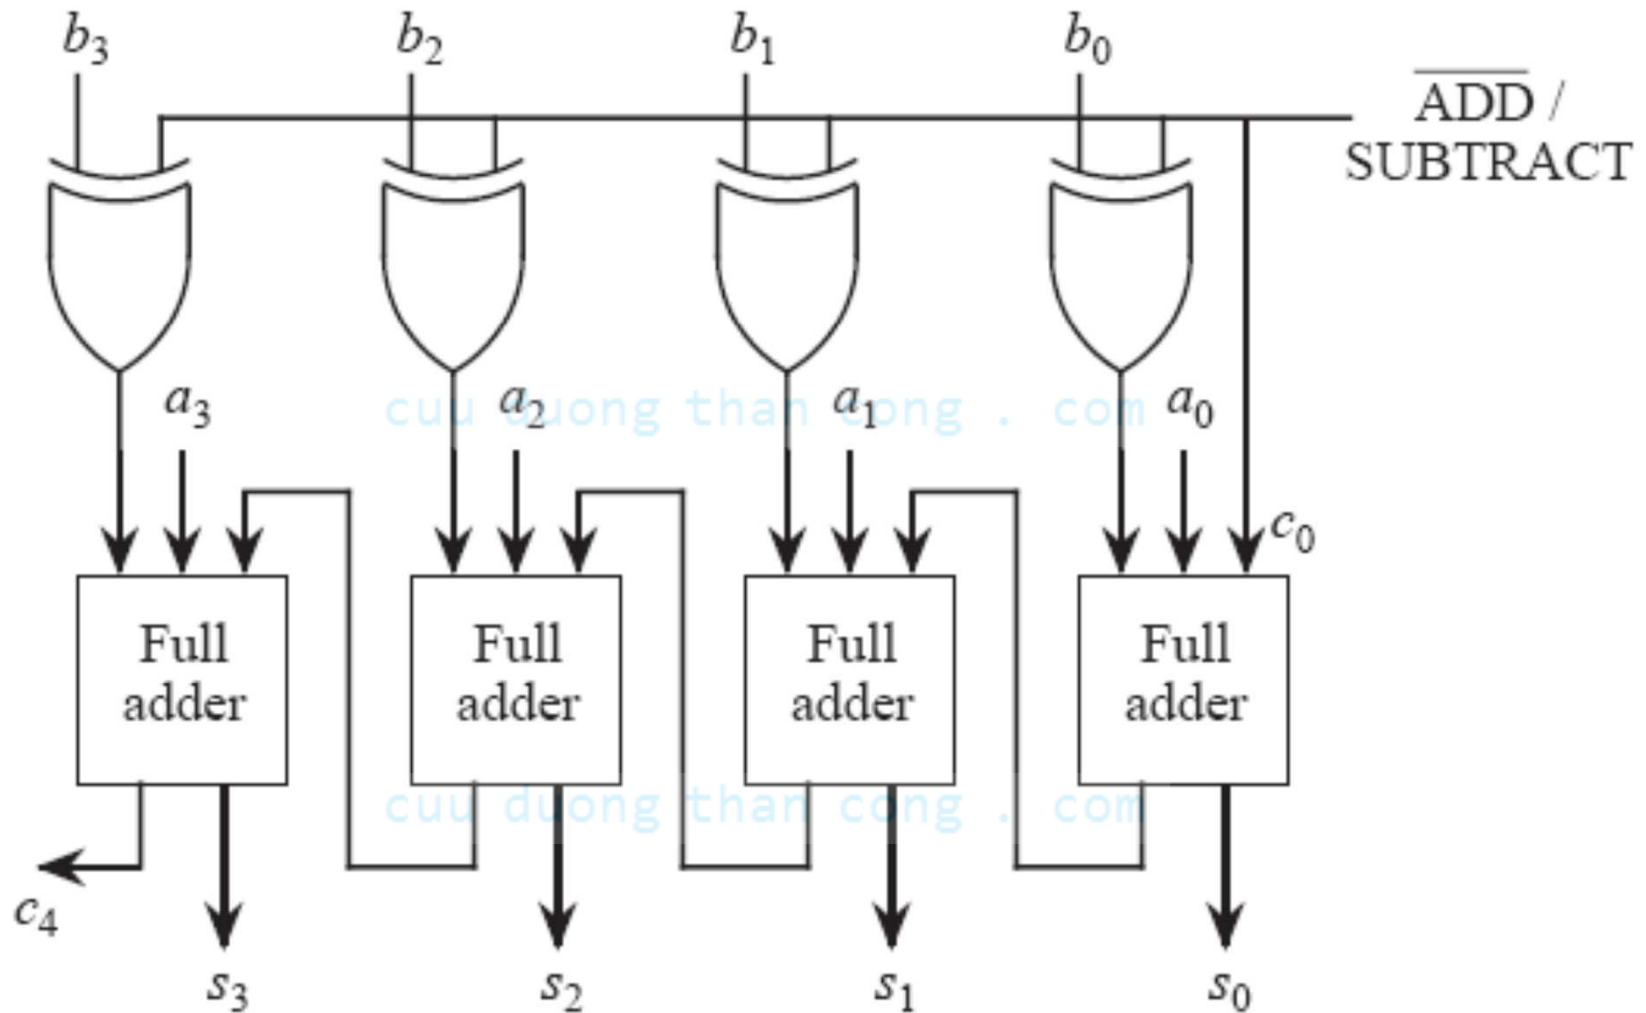 b3 b2 b1 b0
ADD /
SUBTRACT
a3 a2 a1 a0
cuu duong than cong . com
c0
Full Full Full Full
adder adder adder adder
cuu duong than cong . com
c4
s3 s2 s1 s0